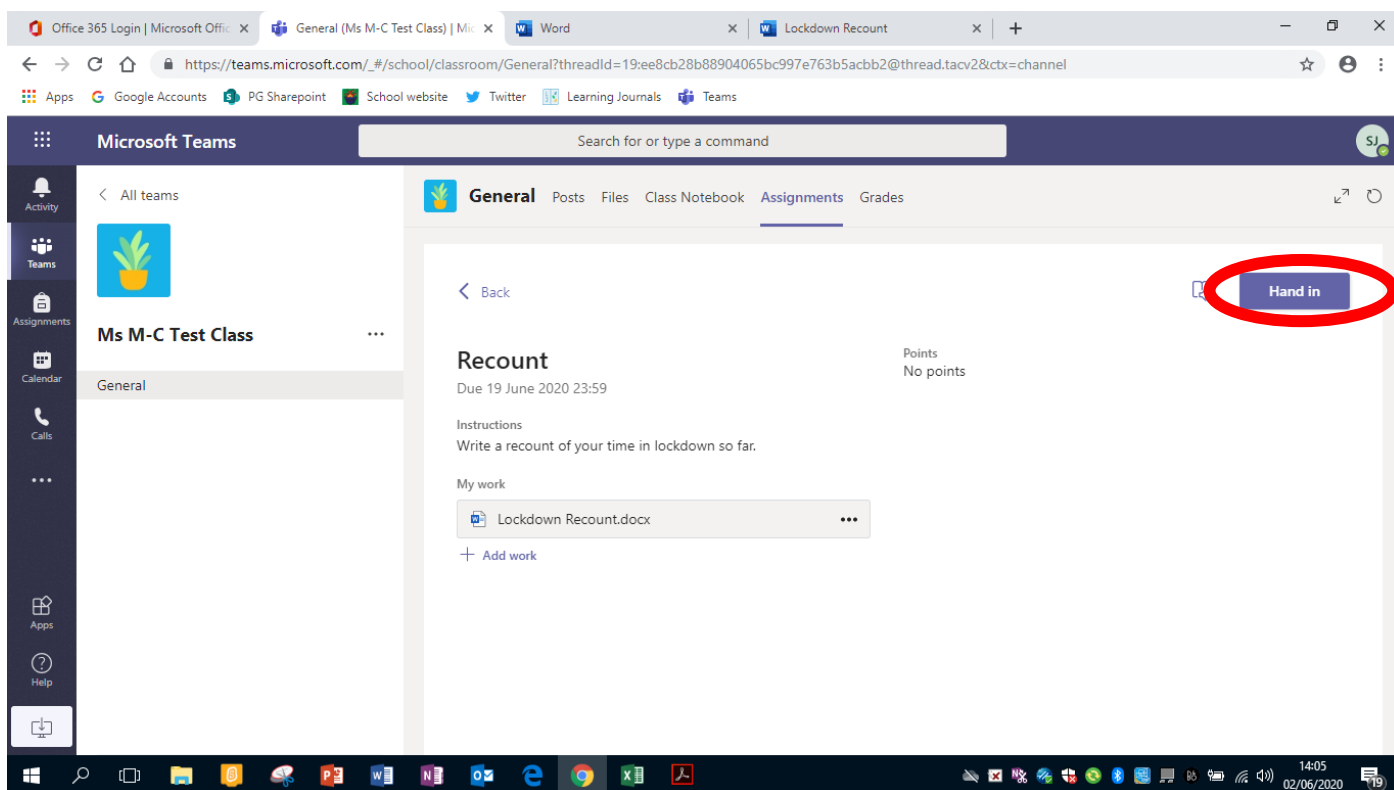 Office 365 Login | Microsoft Offic
General (Ms M-C Test Class) | Mic
Word
Lockdown Recount
https://teams.microsoft.com/_#/school/classroom/General?threadId=19:ee8cb28b88904065bc997e763b5acbb2@thread.tacv2&ctx=channel
Apps
Google Accounts
PG Sharepoint
School website
Twitter
Learning Journals
Teams
Microsoft Teams
Search for or type a command
SJ
Activity
Teams
Assignments
Calendar
Calls
Apps
Help
All teams
Ms M-C Test Class
General
General Posts Files Class Notebook Assignments Grades
Back
Hand in
Recount
Due 19 June 2020 23:59
Points
No points
Instructions
Write a recount of your time in lockdown so far.
My work
Lockdown Recount.docx
Add work
14:05
02/06/2020
19